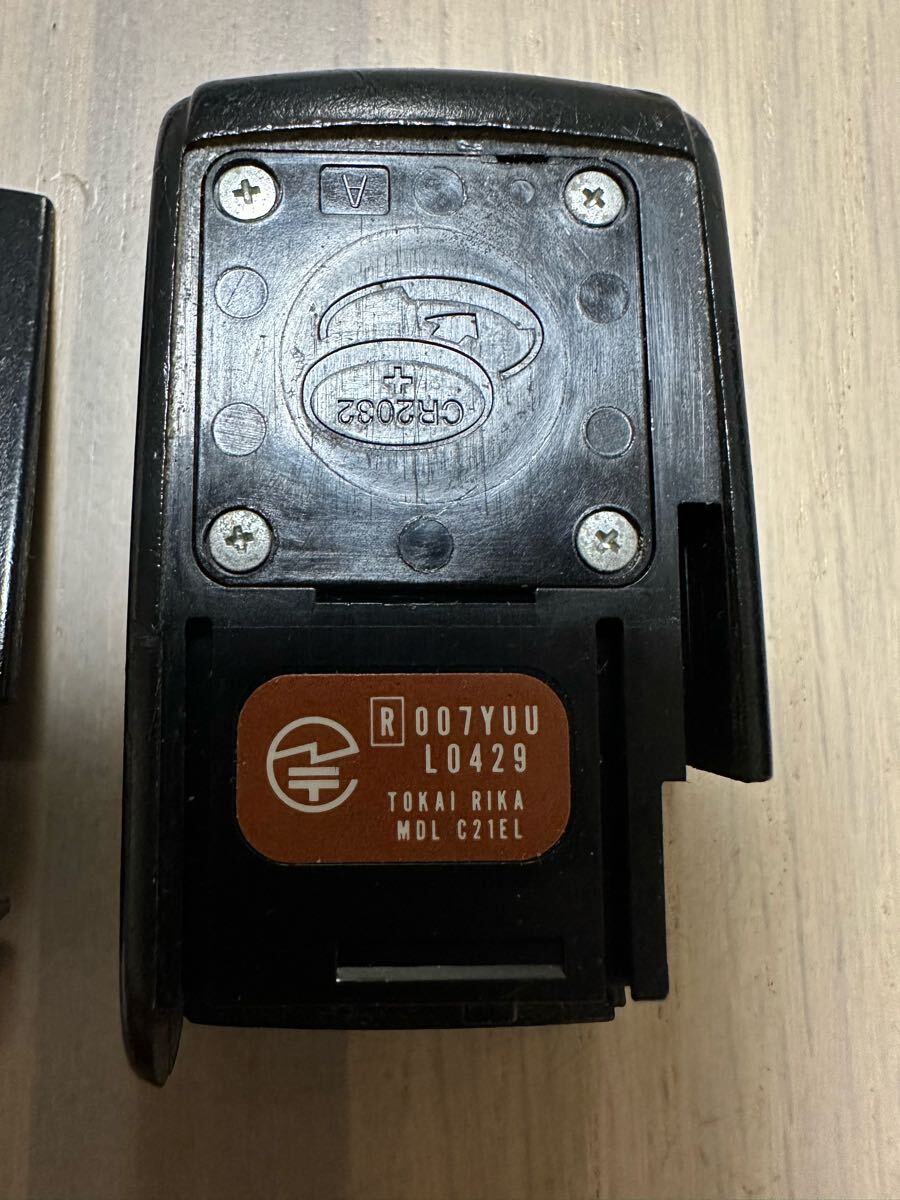 A
+
CR2032
R 007YUU
L0429
TOKAI RIKA
MDL C21EL